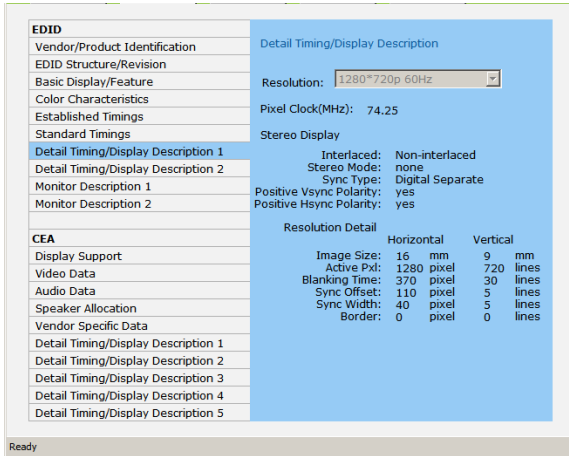 EDID
Vendor/Product Identification
EDID Structure/Revision
Basic Display/Feature
Color Characteristics
Established Timings
Standard Timings
Detail Timing/Display Description 1
Detail Timing/Display Description 2
Monitor Description 1
Monitor Description 2
CEA
Display Support
Video Data
Audio Data
Speaker Allocation
Vendor Specific Data
Detail Timing/Display Description 1
Detail Timing/Display Description 2
Detail Timing/Display Description 3
Detail Timing/Display Description 4
Detail Timing/Display Description 5
Detail Timing/Display Description
Resolution: 1280*720p 60Hz
Pixel Clock(MHz): 74.25
Stereo Display
Interlaced: Non-interlaced
Stereo Mode: none
Sync Type: Digital Separate
Positive Vsync Polarity: yes
Positive Hsync Polarity: yes
Resolution Detail
Horizontal Vertical
Image Size: 16 mm 9 mm
Active Pxl: 1280 pixel 720 lines
Blanking Time: 370 pixel 30 lines
Sync Offset: 110 pixel 5 lines
Sync Width: 40 pixel 5 lines
Border: 0 pixel 0 lines
Ready